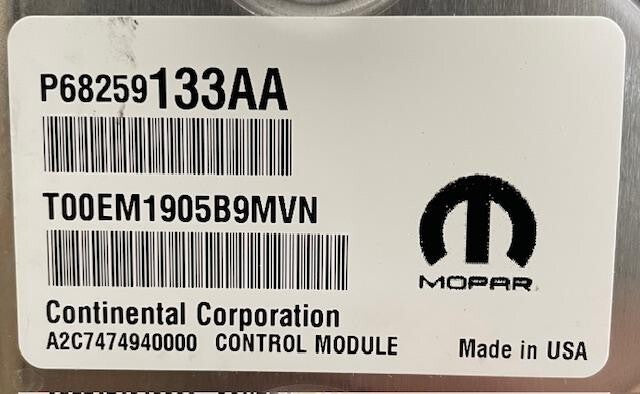 P68259133AA
T00EM1905B9MVN
MOPAR
Continental Corporation
A2C7474940000 CONTROL MODULE
Made in USA